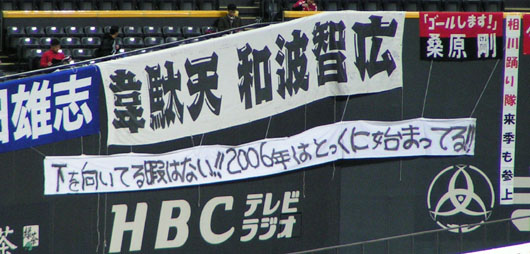 田雄志
韋駄天 和波智広
「ゴールします!」
桑原 剛
相川踊り隊 来季も参上
下を向いてる暇はない!!2006年はとっくに始まってる!!
HBC テレビ
ラジオ
茶